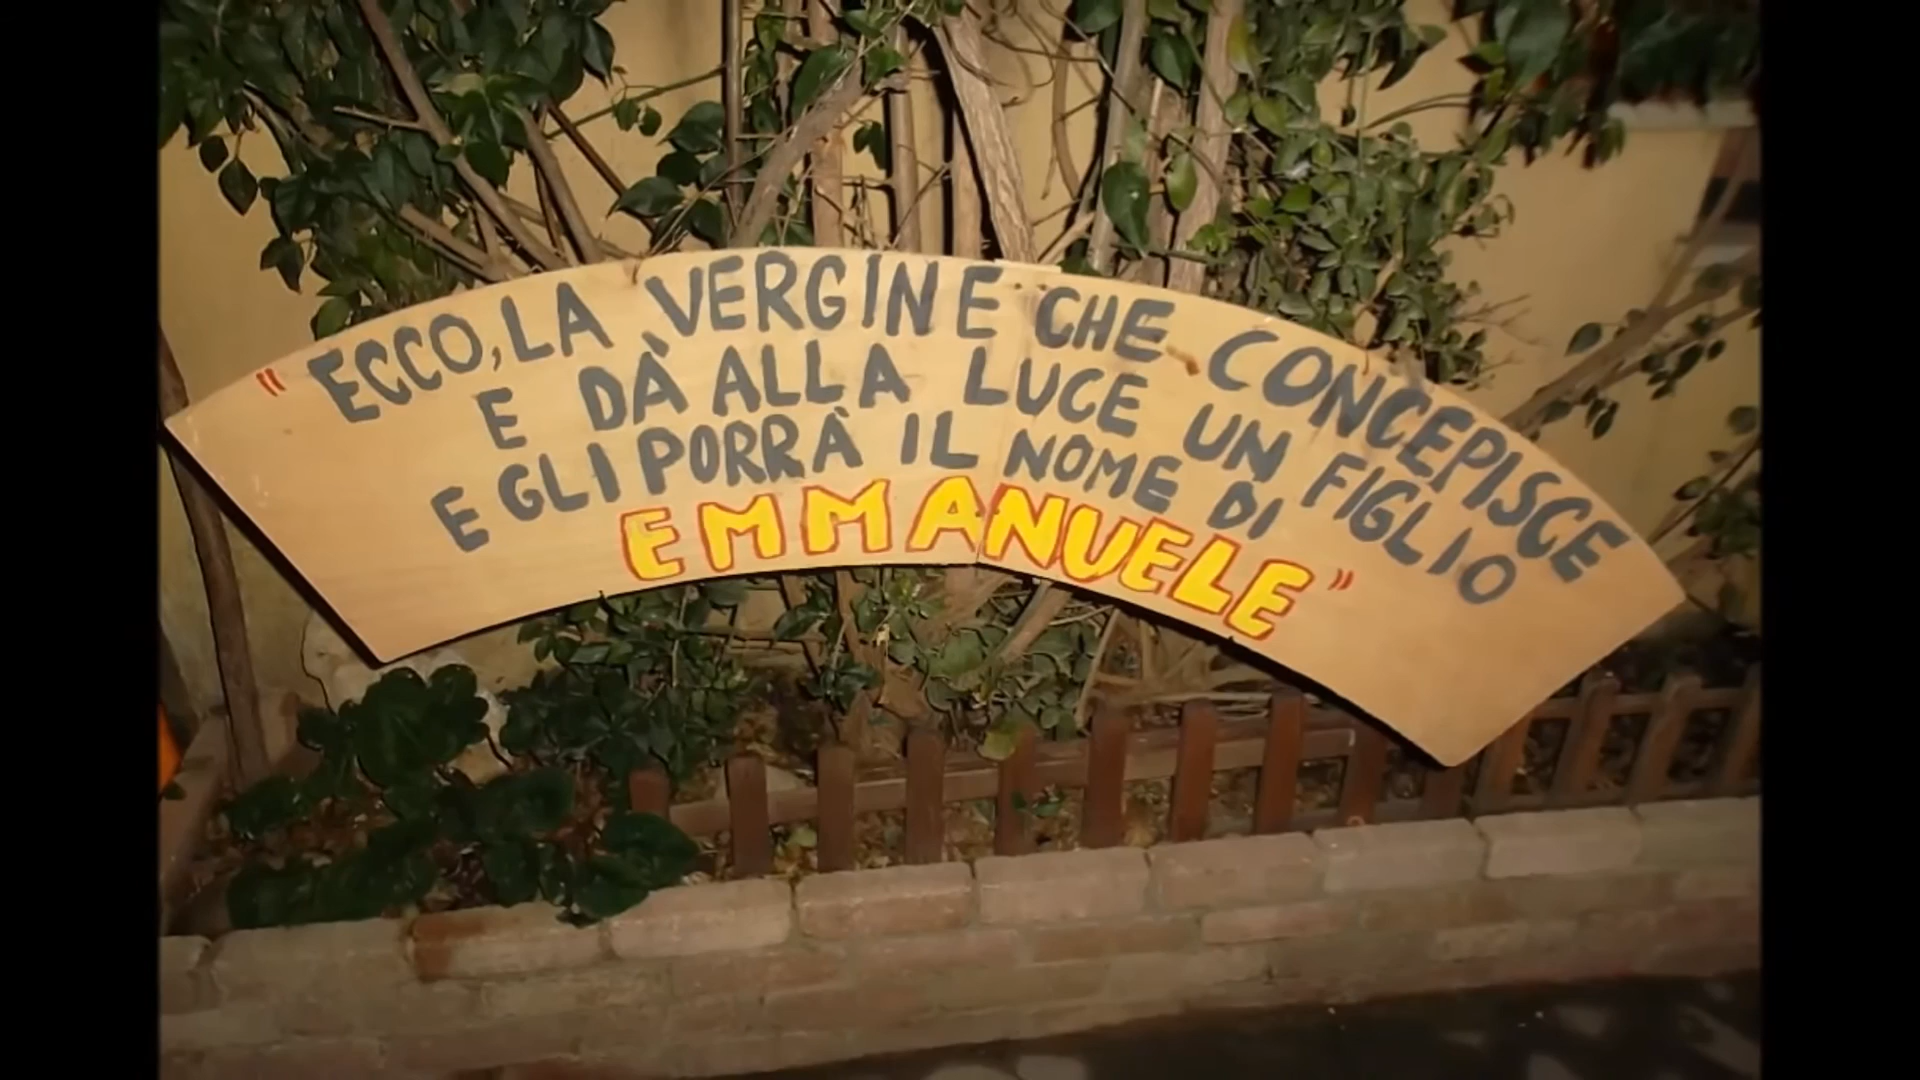 "ECCO, LA VERGINE CHE CONCEPISCE
E DÀ ALLA LUCE UN FIGLIO
E GLI PORRÀ IL NOME DI
EMMANUELE"